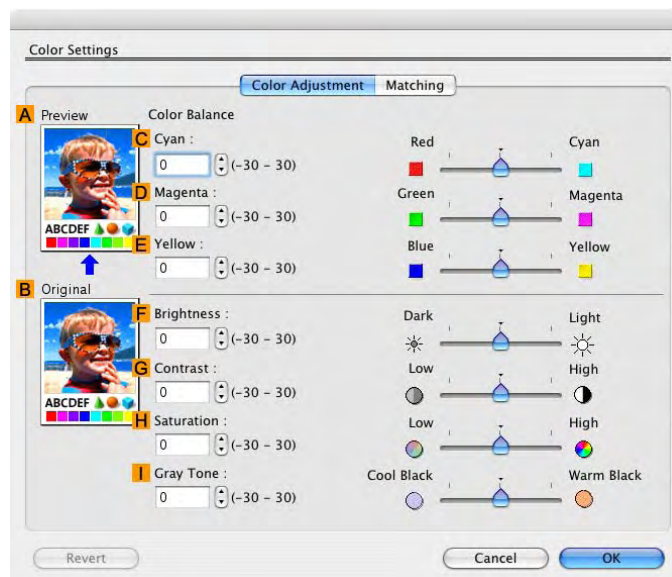 Color Settings
Color Adjustment Matching
A Preview Color Balance
C Cyan :
Red Cyan
0 (-30 – 30)
D Magenta :
Green Magenta
0 (-30 – 30)
ABCDEF
E Yellow :
Blue Yellow
0 (-30 – 30)
B Original
F Brightness :
Dark Light
0 (-30 – 30)
G Contrast :
Low High
0 (-30 – 30)
ABCDEF
H Saturation :
Low High
0 (-30 – 30)
I Gray Tone :
Cool Black Warm Black
0 (-30 – 30)
Revert Cancel OK